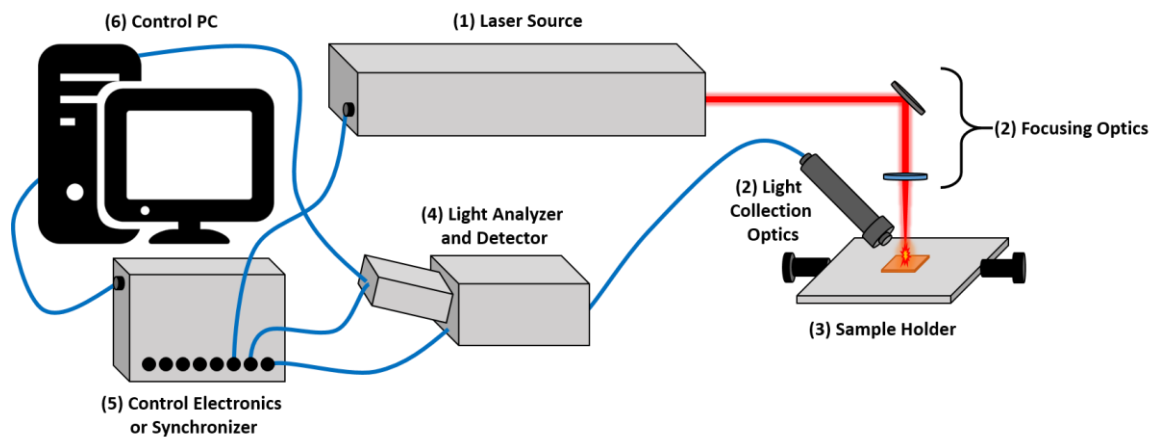 (6) Control PC
(1) Laser Source
(2) Focusing Optics
(2) Light
Collection
Optics
(4) Light Analyzer
and Detector
(3) Sample Holder
(5) Control Electronics
or Synchronizer